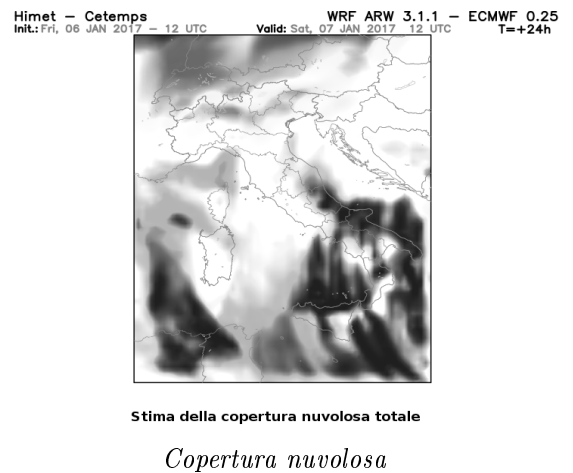 Himet – Cetemps WRF ARW 3.1.1 – ECMWF 0.25
Init.: Fri, 06 JAN 2017 – 12 UTC Valid: Sat, 07 JAN 2017 12 UTC T=+24h
Stima della copertura nuvolosa totale
Copertura nuvolosa